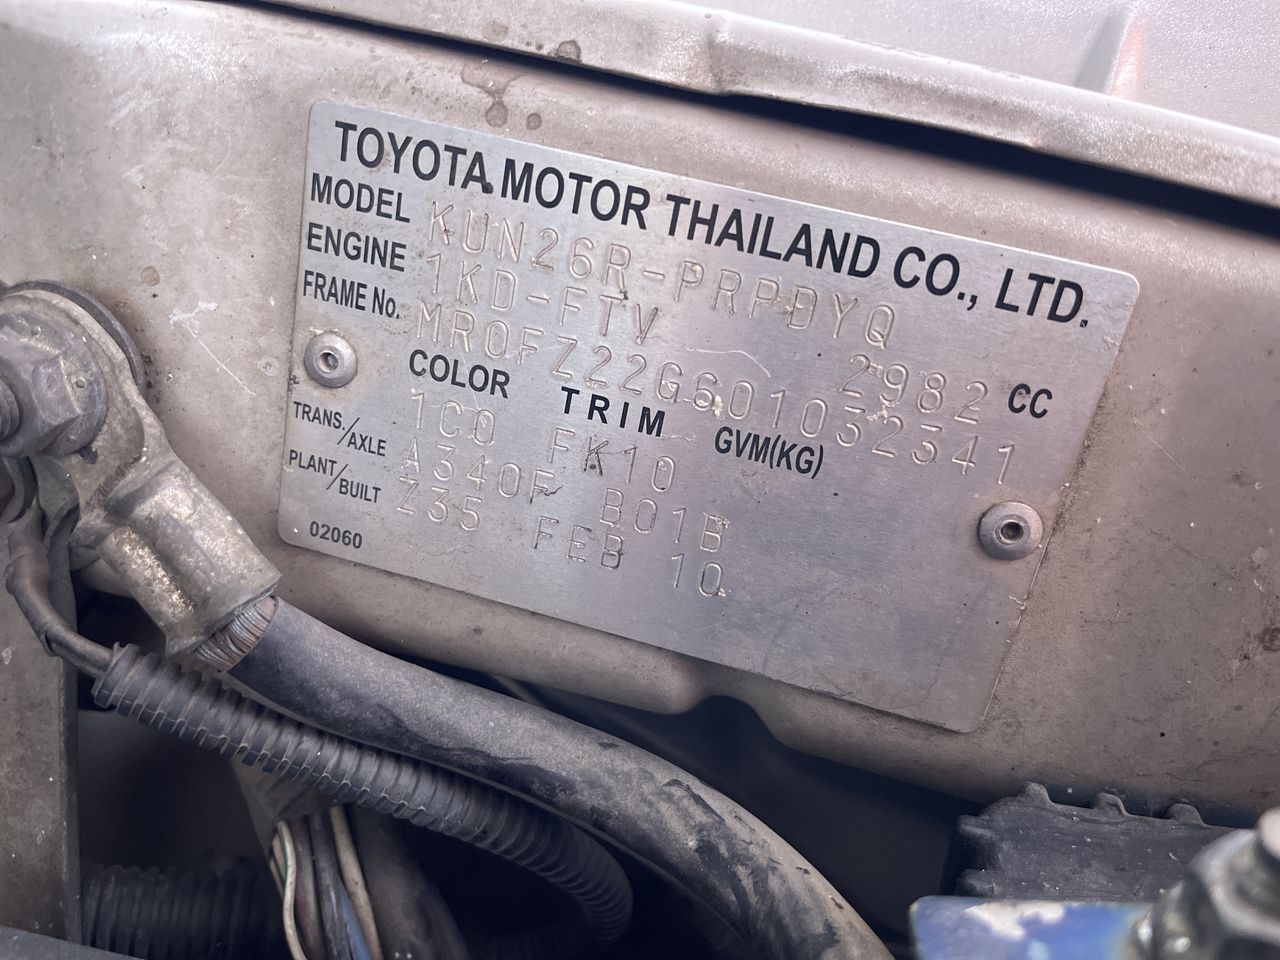 TOYOTA MOTOR THAILAND CO., LTD.
MODEL KUN26R-PRPDYQ
ENGINE 1KD-FTV 2982 CC
FRAME No. MR0FZ22G601032341
COLOR TRIM GVM(KG)
1C0 FK10
TRANS./AXLE A340F B01B
PLANT/BUILT Z35 FEB 10
02060